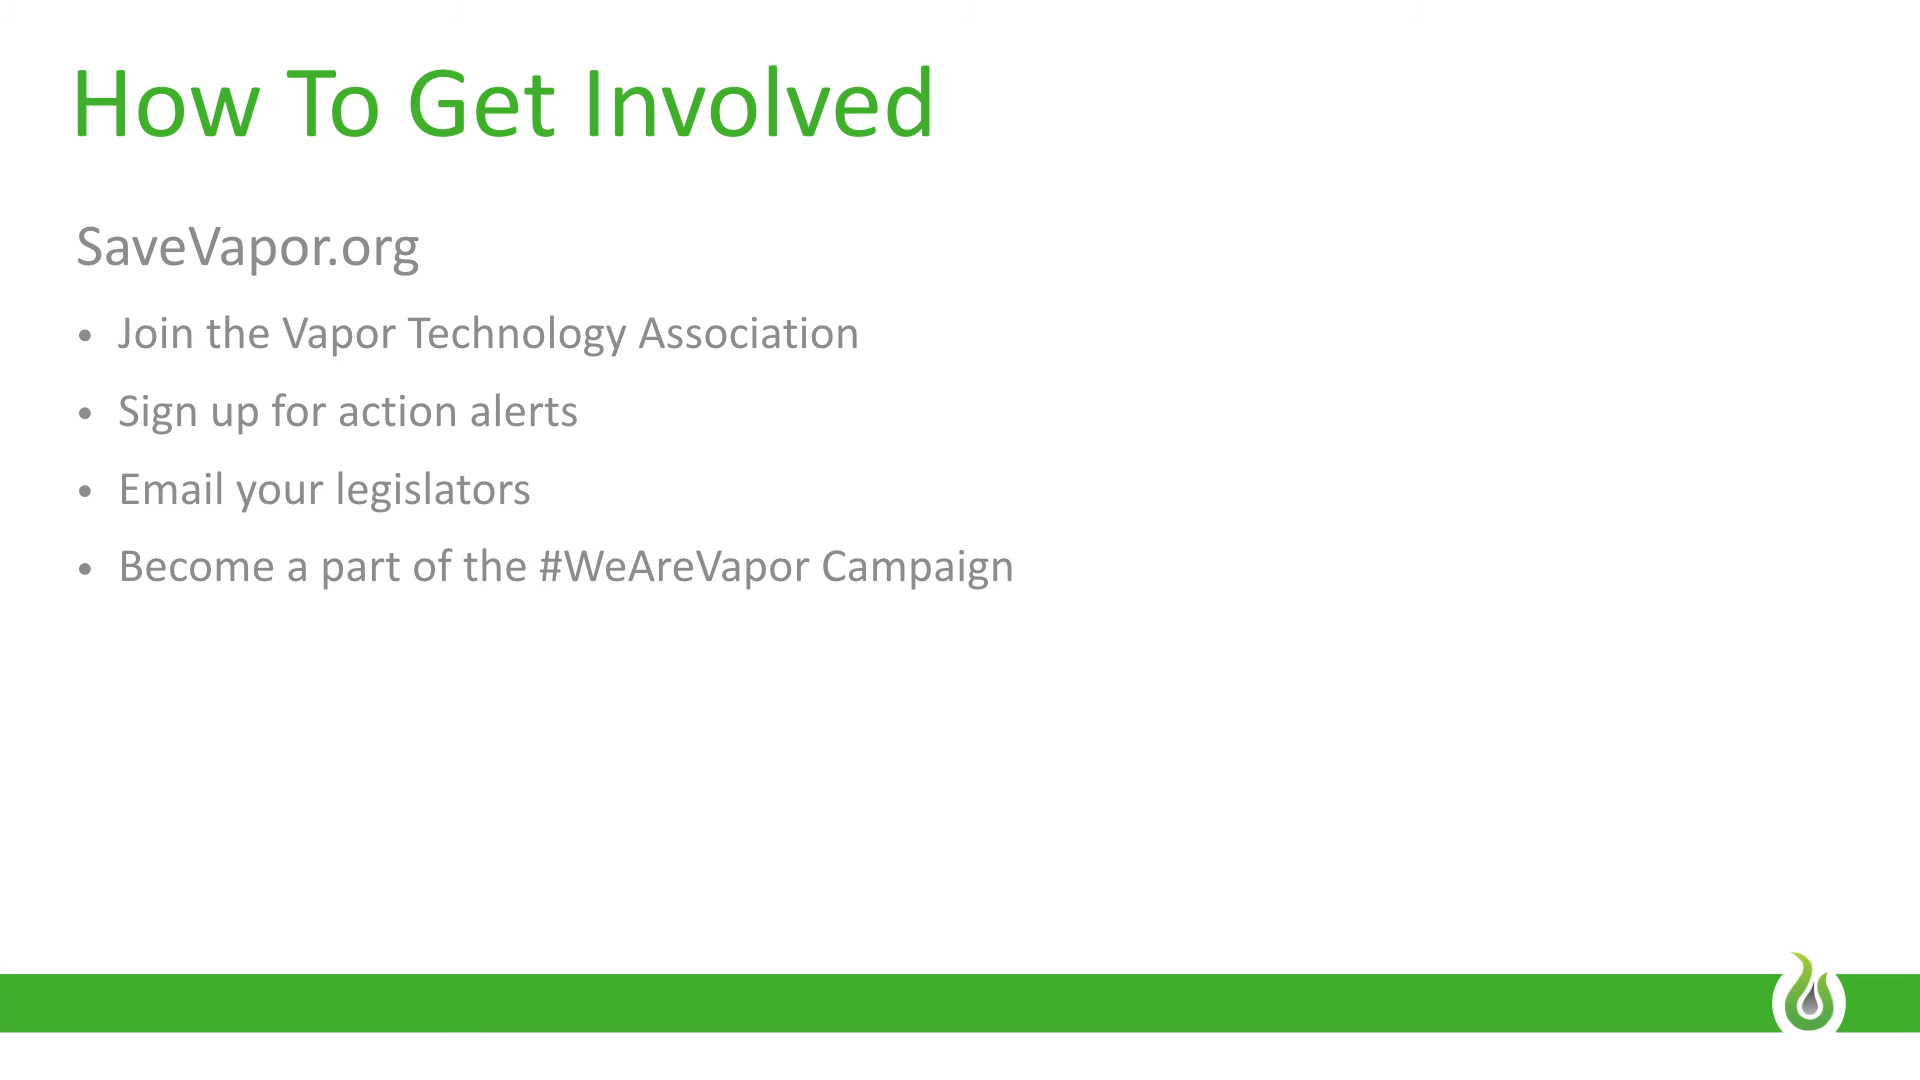 How To Get Involved
SaveVapor.org
• Join the Vapor Technology Association
• Sign up for action alerts
• Email your legislators
• Become a part of the #WeAreVapor Campaign